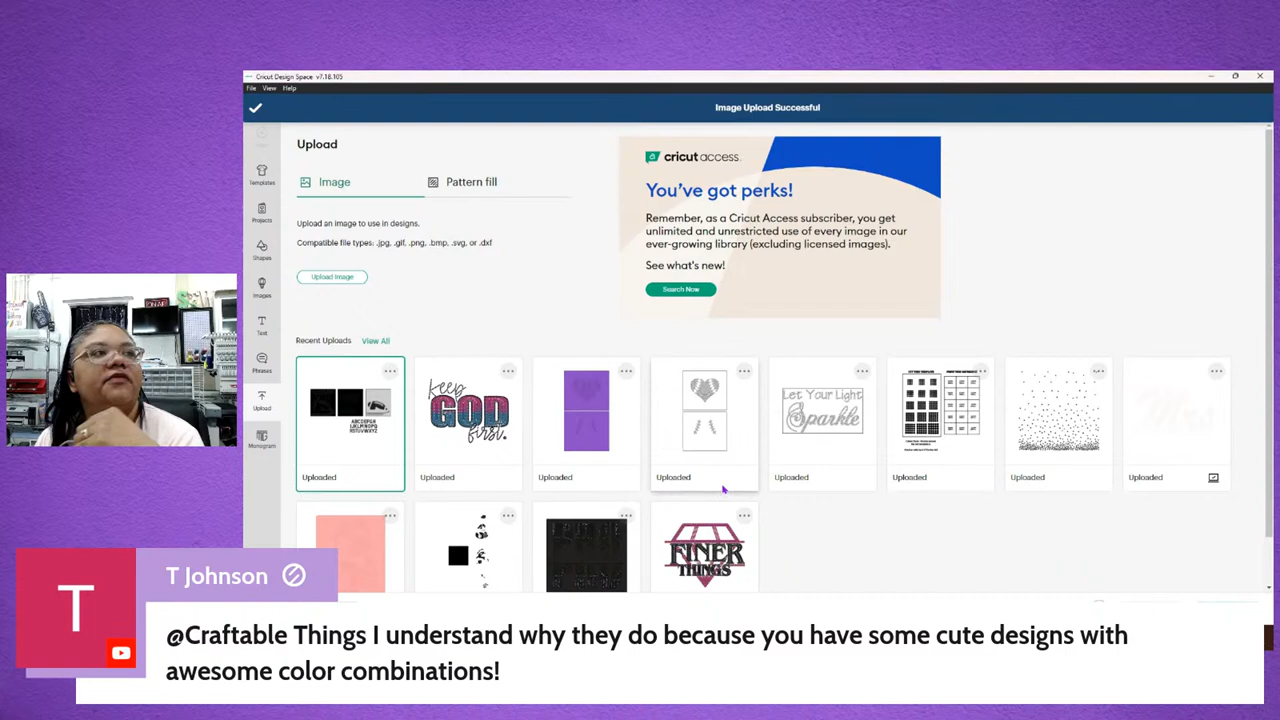 Cricut Design Space v7.18.105
File View Help
Image Upload Successful
Templates
Projects
Shapes
Images
Text
Phrases
Upload
Monogram
Upload
Image
Pattern fill
Upload an image to use in designs.
Compatible file types: .jpg, .gif, .png, .bmp, .svg, or .dxf
Upload Image
cricut access.
You've got perks!
Remember, as a Cricut Access subscriber, you get
unlimited and unrestricted use of every image in our
ever-growing library (excluding licensed images).
See what's new!
Search Now
Recent Uploads View All
keep
GOD
first.
Let Your Light
Sparkle
Mrs
Uploaded
Uploaded
Uploaded
Uploaded
Uploaded
Uploaded
Uploaded
Uploaded
FINER
THINGS
T
T Johnson
@Craftable Things I understand why they do because you have some cute designs with
awesome color combinations!